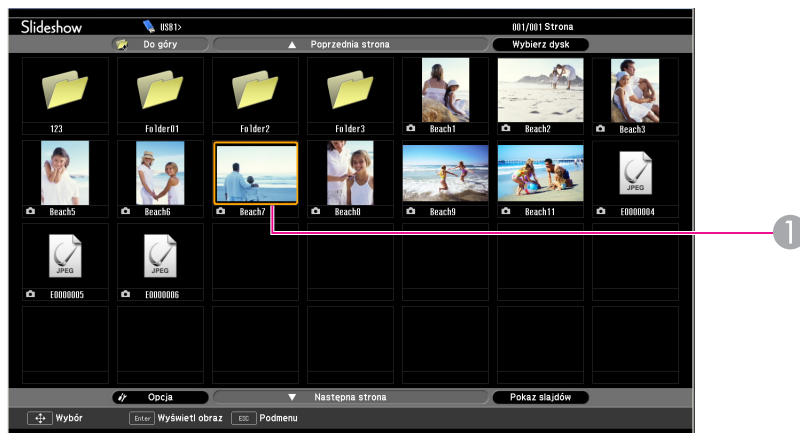 Slideshow USB1> 001/001 Strona
Do góry ▲ Poprzednia strona Wybierz dysk
123 Folder01 Folder2 Folder3 Beach1 Beach2 Beach3
Beach5 Beach6 Beach7 Beach8 Beach9 Beach11 E0000004
JPEG
JPEG JPEG
E0000005 E0000006
Opcja ▼ Następna strona Pokaz slajdów
Wybór Enter Wyświetl obraz ESC Podmenu
1